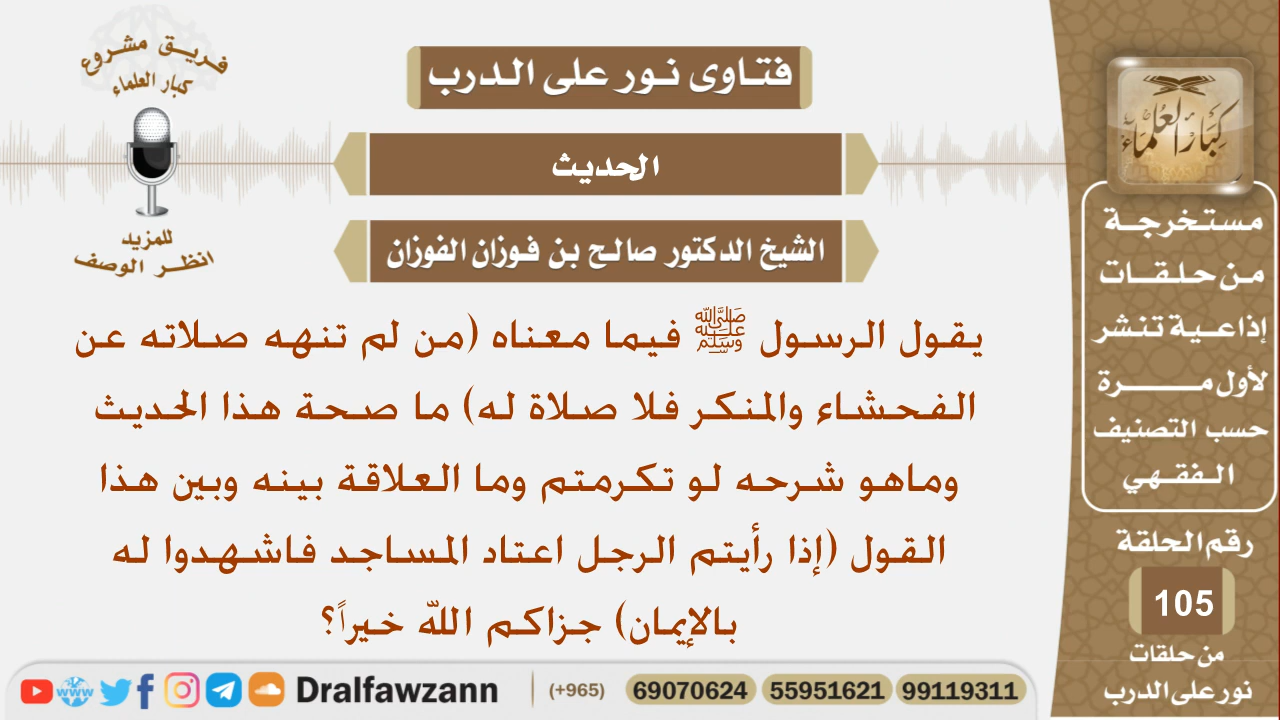 فريق مشروع
كبار العلماء
للمزيد
انظر الوصف
فتاوى نور على الدرب
الحديث
الشيخ الدكتور صالح بن فوزان الفوزان
يقول الرسول ﷺ فيما معناه (من لم تنهه صلاته عن
الفحشاء والمنكر فلا صلاة له) ما صحة هذا الحديث
وماهو شرحه لو تكرمتم وما العلاقة بينه وبين هذا
القول (إذا رأيتم الرجل اعتاد المساجد فاشهدوا له
بالإيمان) جزاكم الله خيراً؟
كبار العلماء
مستخرجة
من حلقات
إذاعية تنشر
لأول مرة
حسب التصنيف
الفقهي
رقم الحلقة
105
من حلقات
نور على الدرب
www
Dralfawzann
(+965)
69070624
55951621
99119311